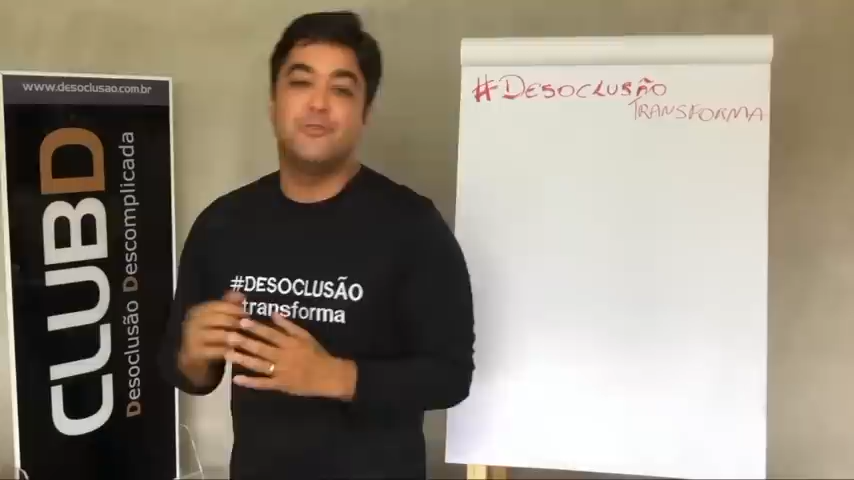 www.desoclusao.com.br
CLUBD
Desoclusão Descomplicada
#DESOCLUSÃO
transforma
#DESOCLUSÃO
TRANSFORMA